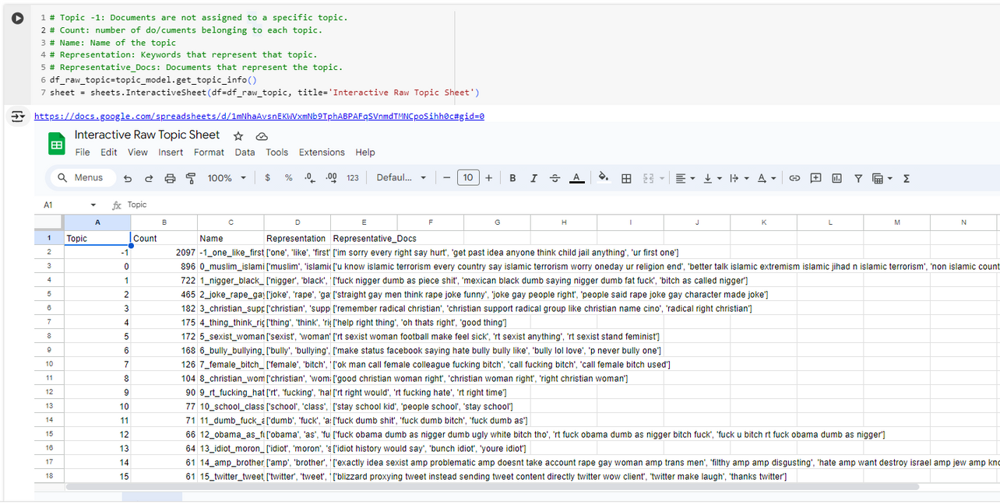 1 # Topic -1: Documents are not assigned to a specific topic.
2 # Count: number of do/cuments belonging to each topic.
3 # Name: Name of the topic
4 # Representation: Keywords that represent that topic.
5 # Representative_Docs: Documents that represent the topic.
6 df_raw_topic=topic_model.get_topic_info()
7 sheet = sheets.InteractiveSheet(df=df_raw_topic, title='Interactive Raw Topic Sheet')
https://docs.google.com/spreadsheets/d/1mNhaAvsnEKWVxmNb9TphABPAFqSVnmdTMNCpoSihh0c#gid=0
Interactive Raw Topic Sheet
File Edit View Insert Format Data Tools Extensions Help
Menus 100% $ % .0 .00 123 Defaul... − 10 + B I S A Σ
A1 fx Topic
A B C D E F G H I J K L M N
1 Topic Count Name Representation Representative_Docs
2 -1 2097 -1_one_like_first ['one', 'like', 'first' ['im sorry every right say hurt', 'get past idea anyone think child jail anything', 'ur first one']
3 0 896 0_muslim_islami ['muslim', 'islamic ['u know islamic terrorism every country say islamic terrorism worry oneday ur religion end', 'better talk islamic extremism islamic jihad n islamic terrorism', 'non islamic count
4 1 722 1_nigger_black_ ['nigger', 'black', ' ['fuck nigger dumb as piece shit', 'mexican black dumb saying nigger dumb fat fuck', 'bitch as called nigger']
5 2 465 2_joke_rape_gay ['joke', 'rape', 'ga ['straight gay men think rape joke funny', 'joke gay people right', 'people said rape joke gay character made joke']
6 3 182 3_christian_supp ['christian', 'supp ['remember radical christian', 'christian support radical group like christian name cino', 'radical right christian']
7 4 175 4_thing_think_rig ['thing', 'think', 'rig ['help right thing', 'oh thats right', 'good thing']
8 5 172 5_sexist_woman ['sexist', 'woman' ['rt sexist woman football make feel sick', 'rt sexist anything', 'rt sexist stand feminist']
9 6 168 6_bully_bullying_ ['bully', 'bullying', ['make status facebook saying hate bully bully like', 'bully lol love', 'p never bully one']
10 7 126 7_female_bitch_ ['female', 'bitch', ' ['ok man call female colleague fucking bitch', 'call fucking bitch', 'call female bitch used']
11 8 104 8_christian_wom ['christian', 'wom ['good christian woman right', 'christian woman right', 'right christian woman']
12 9 90 9_rt_fucking_hat ['rt', 'fucking', 'hat ['rt right would', 'rt fucking hate', 'rt right time']
13 10 77 10_school_class ['school', 'class', ['stay school kid', 'people school', 'stay school']
14 11 71 11_dumb_fuck_a ['dumb', 'fuck', 'as ['fuck dumb shit', 'fuck dumb bitch', 'fuck dumb as']
15 12 66 12_obama_as_fu ['obama', 'as', 'fu ['fuck obama dumb as nigger dumb ugly white bitch tho', 'rt fuck obama dumb as nigger bitch fuck', 'fuck u bitch rt fuck obama dumb as nigger']
16 13 64 13_idiot_moron_ ['idiot', 'moron', 's ['idiot history would say', 'bunch idiot', 'youre idiot']
17 14 61 14_amp_brother_ ['amp', 'brother', ' ['exactly idea sexist amp problematic amp doesnt take account rape gay woman amp trans men', 'filthy amp amp disgusting', 'hate amp want destroy israel amp jew amp kno
18 15 61 15_twitter_tweet_ ['twitter', 'tweet', ' ['blizzard proxying tweet instead sending tweet content directly twitter wow client', 'twitter make laugh', 'thanks twitter']